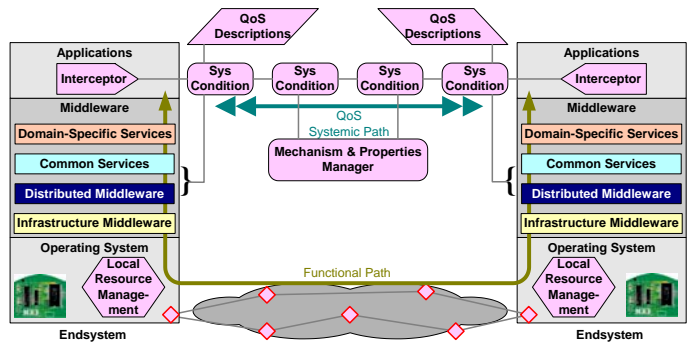 QoS
Descriptions
QoS
Descriptions
Applications
Interceptor
Sys
Condition
Sys
Condition
Sys
Condition
Sys
Condition
Applications
Interceptor
Middleware
Domain-Specific Services
Common Services
Distributed Middleware
Infrastructure Middleware
QoS
Systemic Path
Mechanism & Properties
Manager
Middleware
Domain-Specific Services
Common Services
Distributed Middleware
Infrastructure Middleware
Operating System
Local
Resource
Manage-
ment
Endsystem
Functional Path
Operating System
Local
Resource
Manage-
ment
Endsystem